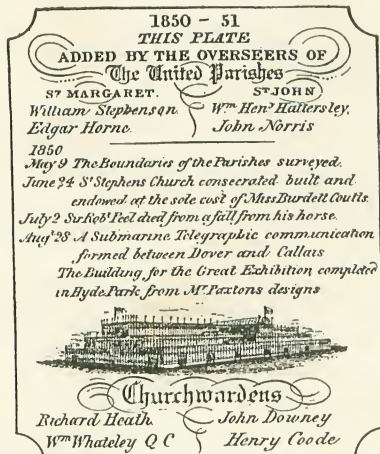 1850 - 51
THIS PLATE
ADDED BY THE OVERSEERS OF
The United Parishes
ST MARGARET. ST JOHN
William Stephenson Wm Heny Hattersley.
Edgar Horne. John Norris
1850
May 9 The Boundaries of the Parishes surveyed.
June 24 St Stephens Church consecrated built and
endowed at the sole cost of Miss Burdett Coutts.
July 2 Sir Robt Peel died from a fall from his horse.
Augt 28 A Submarine Telegraphic communication
formed between Dover and Callais
The Building for the Great Exhibition completed
in Hyde Park from Mr Paxtons designs
Churchwardens
Richard Heath John Downey
Wm Whateley Q C Henry Coode